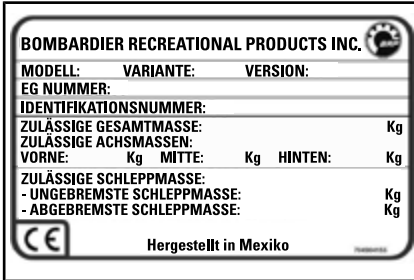 BOMBARDIER RECREATIONAL PRODUCTS INC.
MODELL: VARIANTE: VERSION:
EG NUMMER:
IDENTIFIKATIONSNUMMER:
ZULÄSSIGE GESAMTMASSE: Kg
ZULÄSSIGE ACHSMASSEN:
VORNE: Kg MITTE: Kg HINTEN: Kg
ZULÄSSIGE SCHLEPPMASSE:
- UNGEBREMSTE SCHLEPPMASSE: Kg
- ABGEBREMSTE SCHLEPPMASSE: Kg
CE Hergestellt in Mexiko